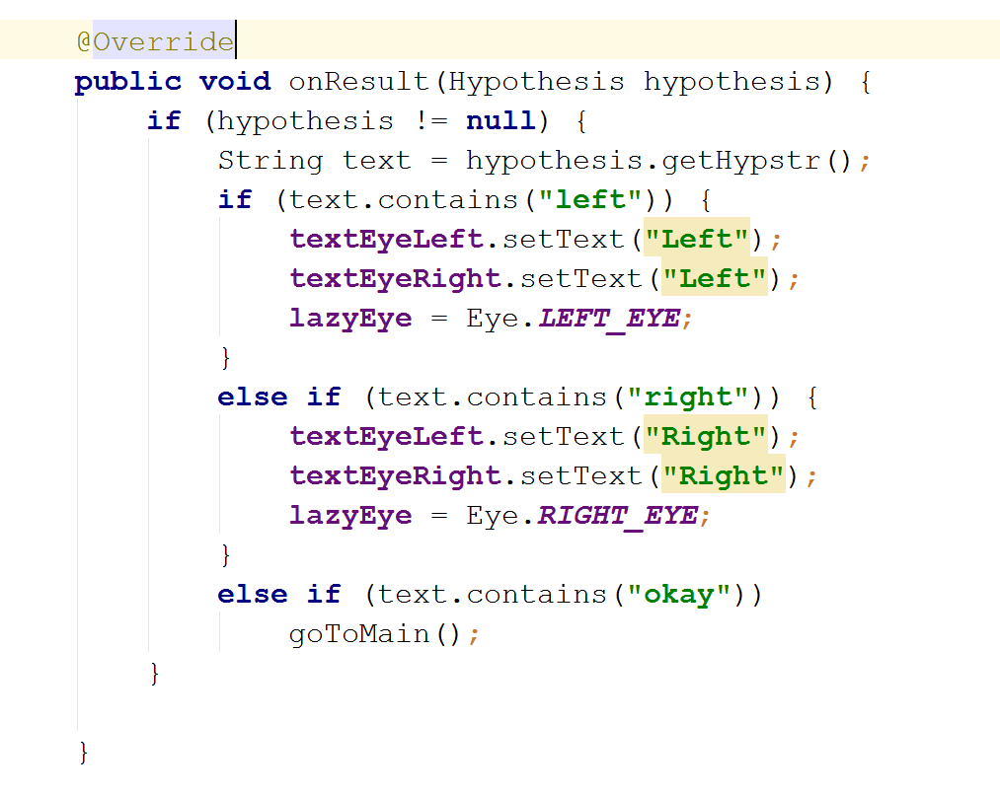 @Override
public void onResult(Hypothesis hypothesis) {
    if (hypothesis != null) {
        String text = hypothesis.getHypstr();
        if (text.contains("left")) {
            textEyeLeft.setText("Left");
            textEyeRight.setText("Left");
            lazyEye = Eye.LEFT_EYE;
        }
        else if (text.contains("right")) {
            textEyeLeft.setText("Right");
            textEyeRight.setText("Right");
            lazyEye = Eye.RIGHT_EYE;
        }
        else if (text.contains("okay"))
            goToMain();
    }

}